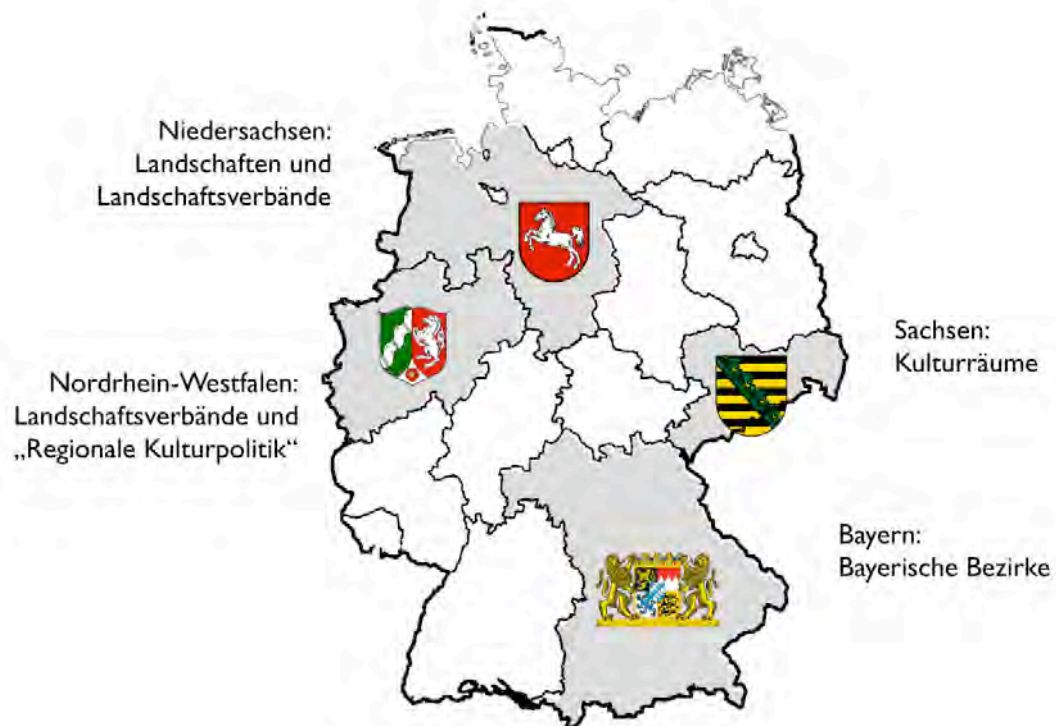 Niedersachsen:
Landschaften und
Landschaftsverbände
Sachsen:
Kulturräume
Nordrhein-Westfalen:
Landschaftsverbände und
„Regionale Kulturpolitik“
Bayern:
Bayerische Bezirke